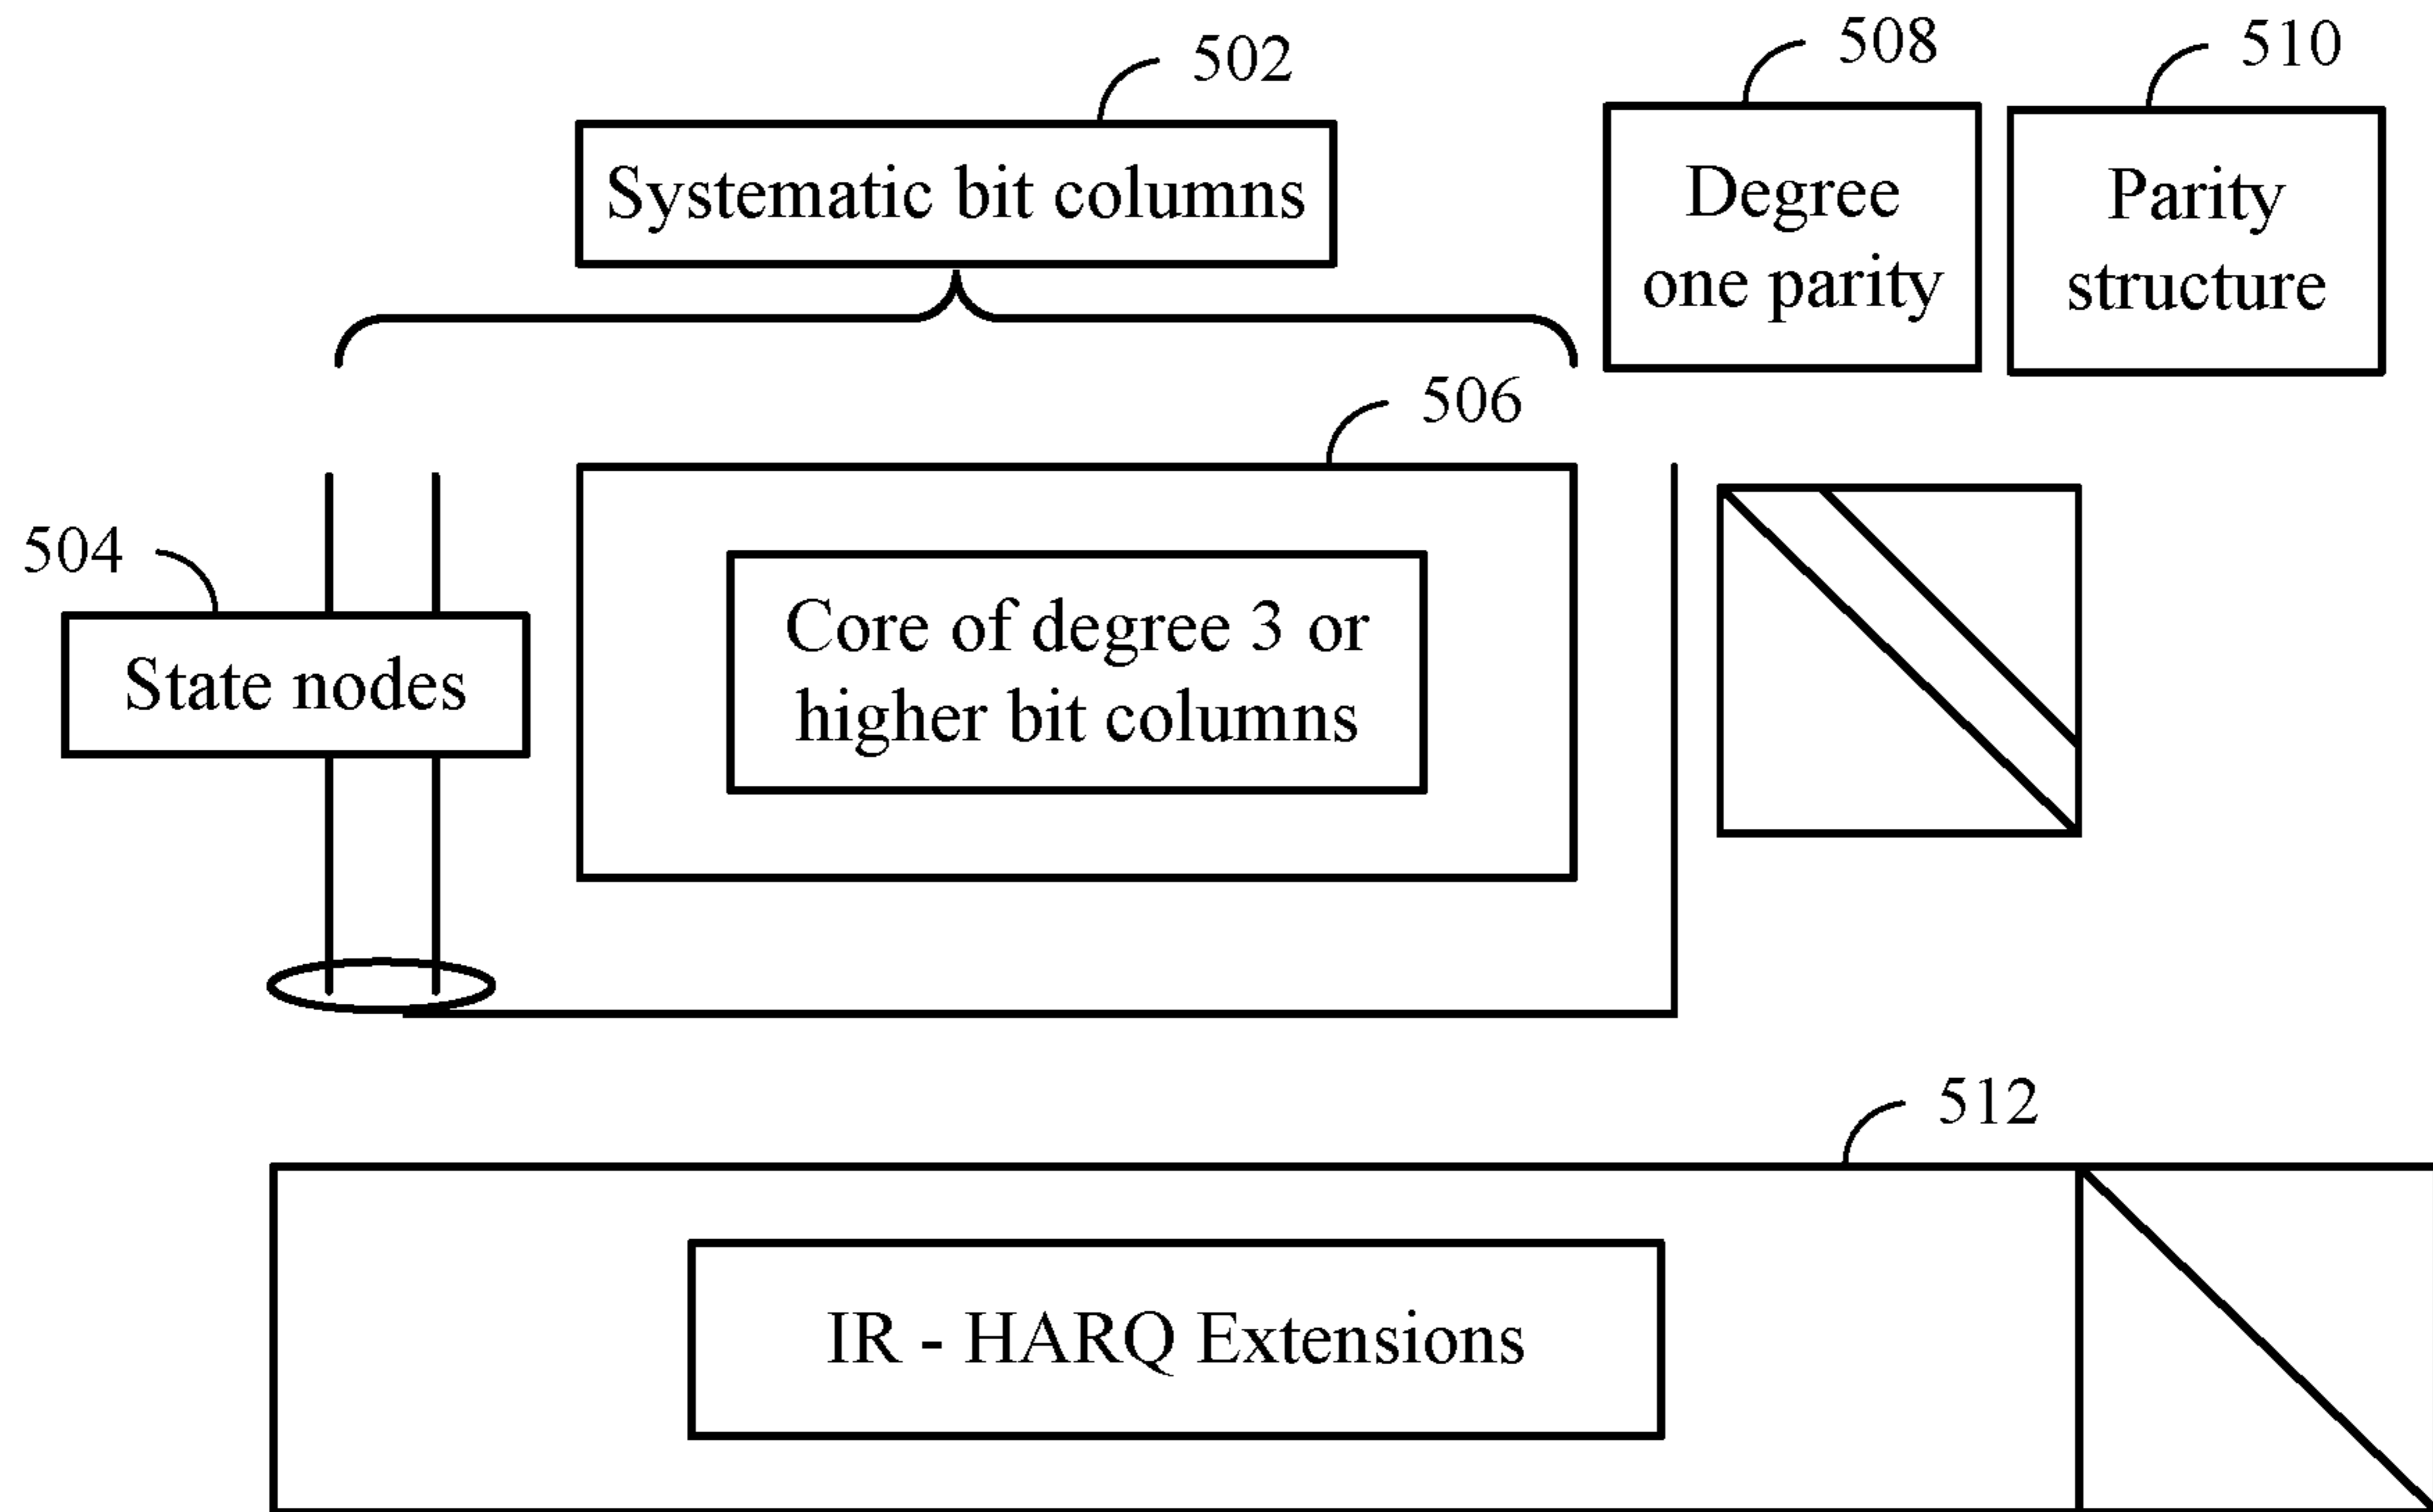 502
508
510
Systematic bit columns
Degree
one parity
Parity
structure
506
504
State nodes
Core of degree 3 or
higher bit columns
512
IR - HARQ Extensions